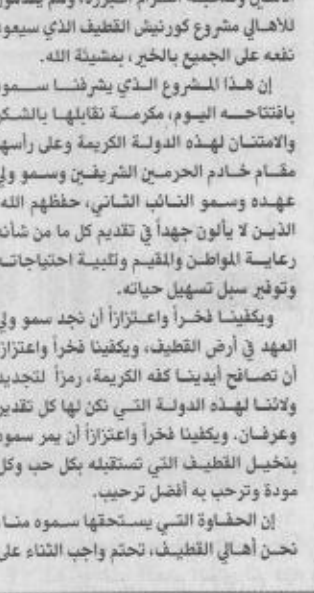 للأهالي مشروع كورنيش القطيف الذي سيعود
نفعه على الجميع بالخير، بمشيئة الله.
إن هذا المشروع الذي يشرفنا سمو
بافتتاحه اليوم، مكرمة نقابلها بالشكر
والامتنان لهذه الدولة الكريمة وعلى رأسها
مقام خادم الحرمين الشريفين وسمو ولي
عهده وسمو النائب الثاني، حفظهم الله
الذين لا يألون جهداً في تقديم كل ما من شأنه
رعاية المواطن والمقيم وتلبية احتياجاته
وتوفير سبل تسهيل حياته.
ويكفينا فخراً واعتزازاً أن نجد سمو ولي
العهد في أرض القطيف، ويكفينا فخراً واعتزازاً
أن تصافح أيدينا كفه الكريمة، رمزاً لتجديد
ولائنا لهذه الدولة التي نكن لها كل تقدير
وعرفان. ويكفينا فخراً واعتزازاً أن يمر سموه
بنخيل القطيف التي تستقبله بكل حب وكل
مودة وترحب به أفضل ترحيب.
إن الحفاوة التي يستحقها سموه منا
نحن أهالي القطيف، تحتم واجب الثناء على